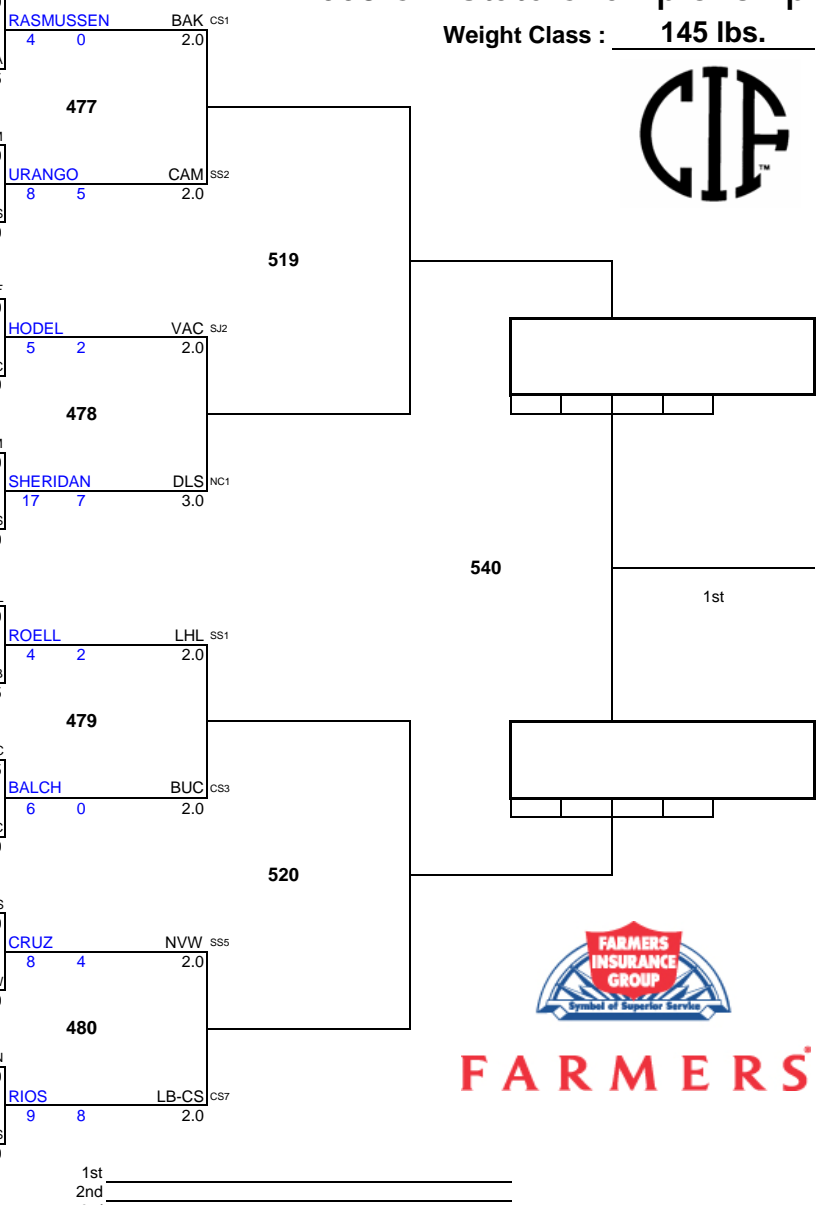 RASMUSSEN BAK CS1
4 0 2.0
Weight Class : 145 lbs.
CIF
™
477
URANGO CAM SS2
8 5 2.0
519
HODEL VAC SJ2
5 2 2.0
478
SHERIDAN DLS NC1
17 7 3.0
540
1st
ROELL LHL SS1
4 2 2.0
479
BALCH BUC CS3
6 0 2.0
520
CRUZ NVW SS5
8 4 2.0
FARMERS
INSURANCE
GROUP
Symbol of Superior Service
480
FARMERS®
RIOS LB-CS CS7
9 8 2.0
1st
2nd